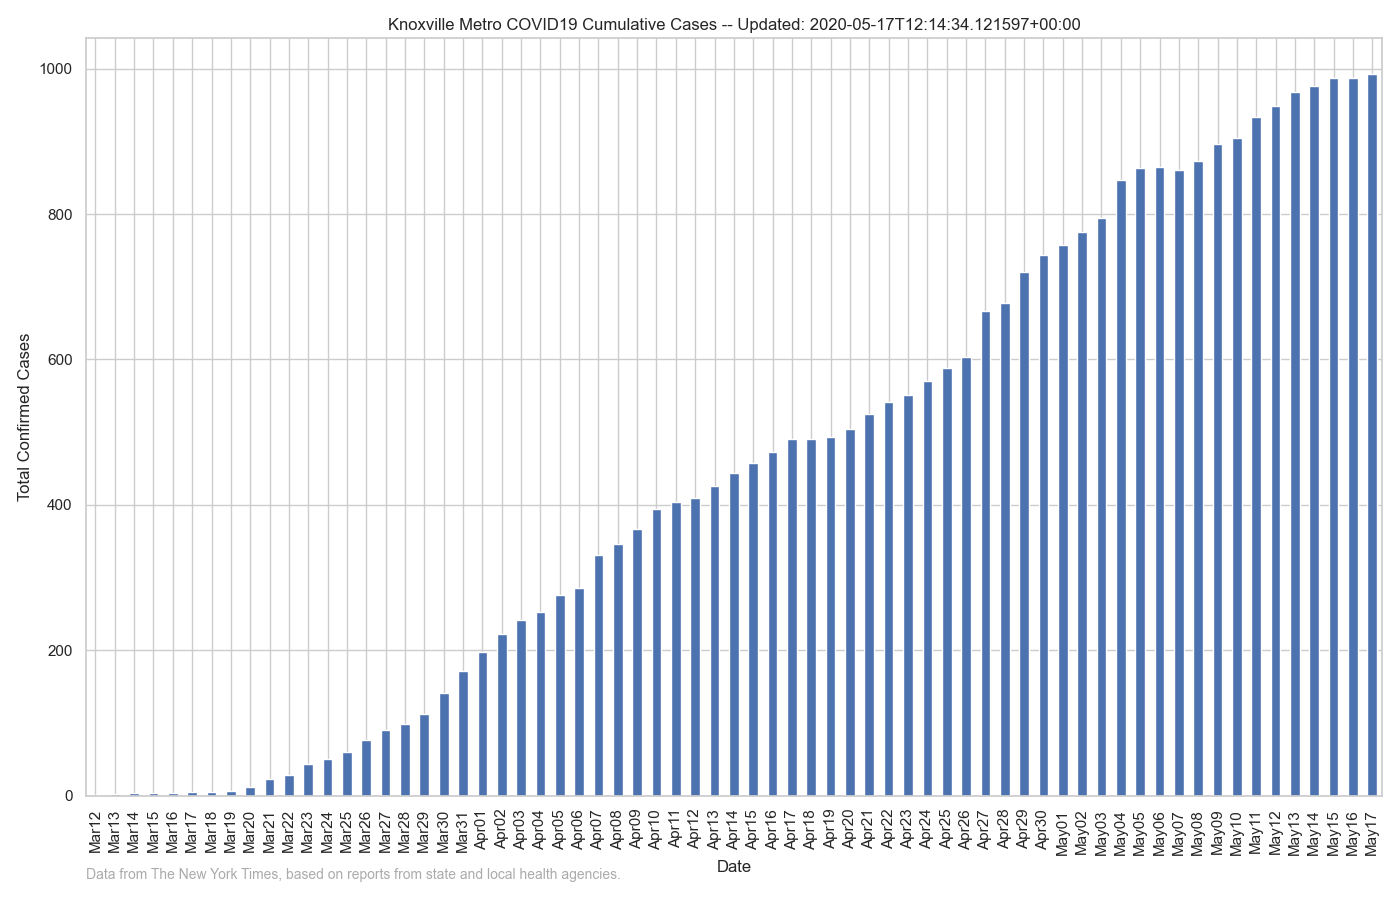 Knoxville Metro COVID19 Cumulative Cases -- Updated: 2020-05-17T12:14:34.121597+00:00
Total Confirmed Cases
1000
800
600
400
200
0
Mar12
Mar13
Mar14
Mar15
Mar16
Mar17
Mar18
Mar19
Mar20
Mar21
Mar22
Mar23
Mar24
Mar25
Mar26
Mar27
Mar28
Mar29
Mar30
Mar31
Apr01
Apr02
Apr03
Apr04
Apr05
Apr06
Apr07
Apr08
Apr09
Apr10
Apr11
Apr12
Apr13
Apr14
Apr15
Apr16
Apr17
Apr18
Apr19
Apr20
Apr21
Apr22
Apr23
Apr24
Apr25
Apr26
Apr27
Apr28
Apr29
Apr30
May01
May02
May03
May04
May05
May06
May07
May08
May09
May10
May11
May12
May13
May14
May15
May16
May17
Date
Data from The New York Times, based on reports from state and local health agencies.